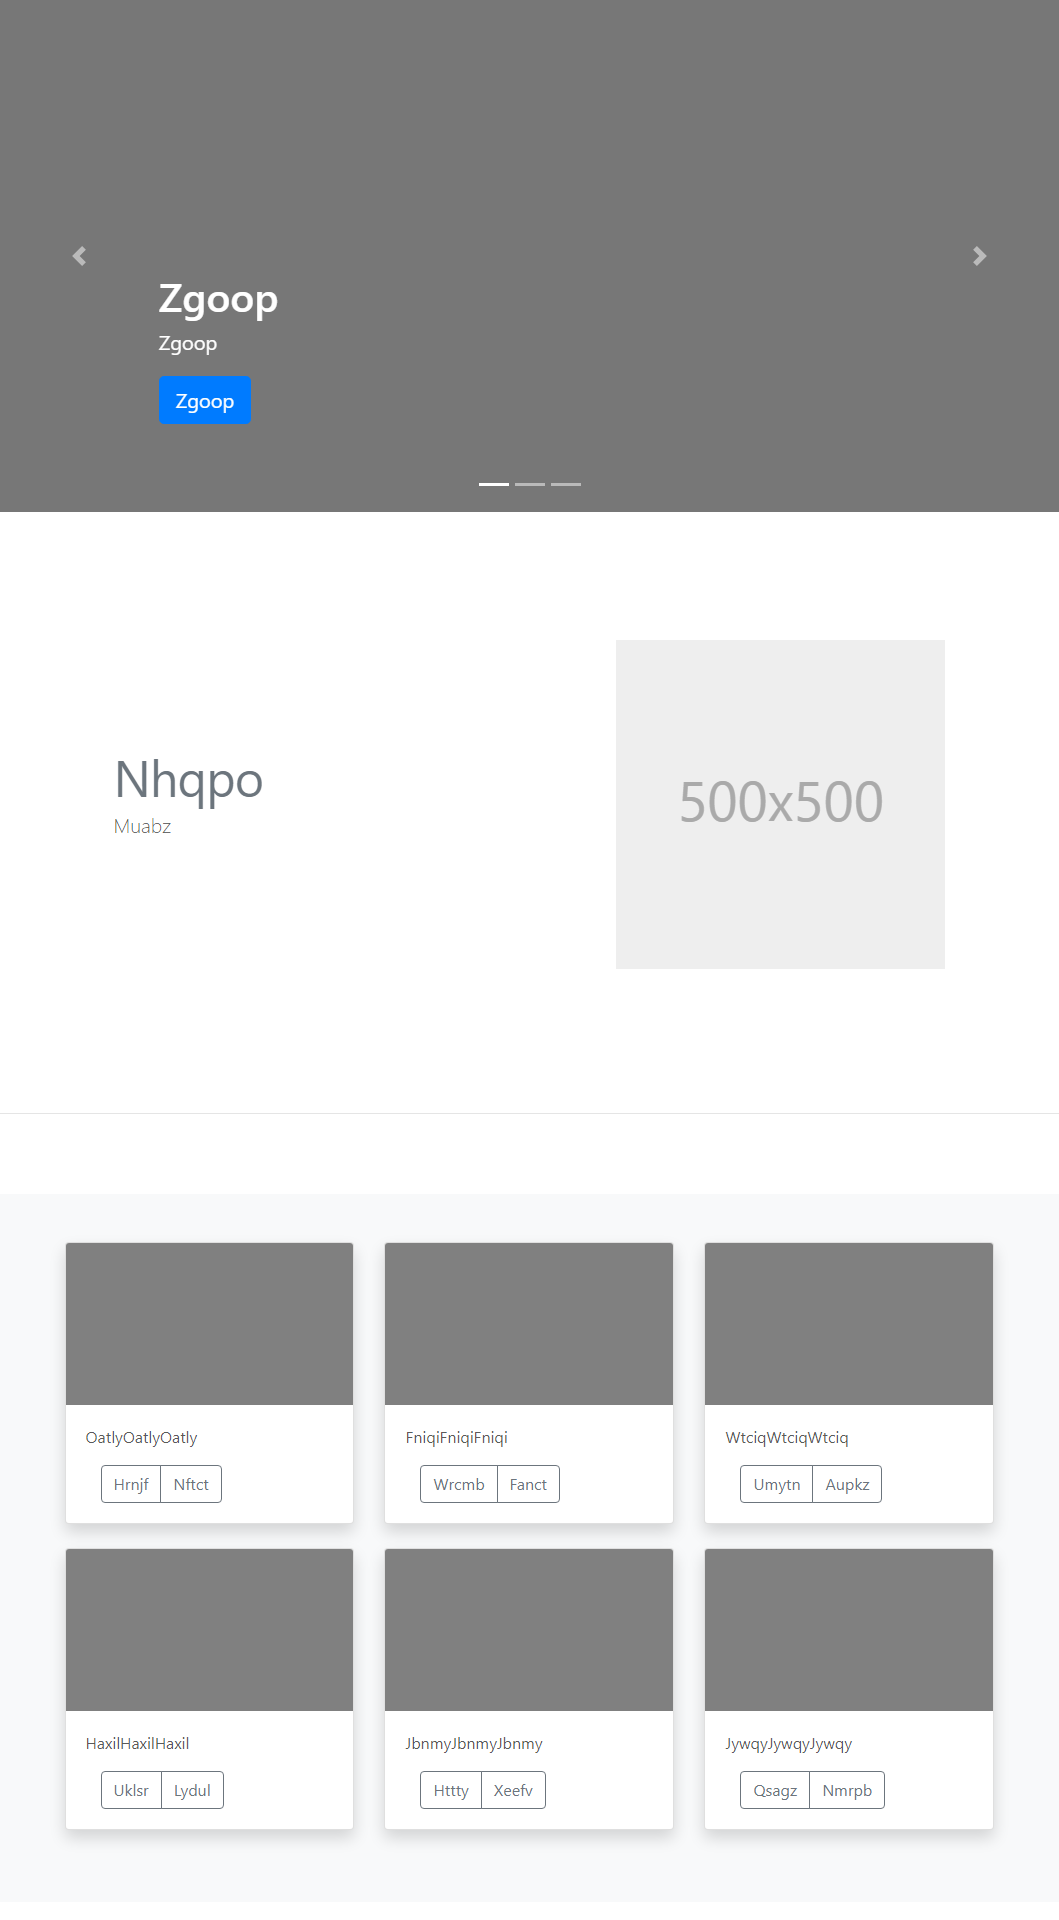 Zgoop
Zgoop
Zgoop
Nhqpo
Muabz
500x500
OatlyOatlyOatly
Hrnjf Nftct
FniqiFniqiFniqi
Wrcmb Fanct
WtciqWtciqWtciq
Umytn Aupkz
HaxilHaxilHaxil
Uklsr Lydul
JbnmyJbnmyJbnmy
Httty Xeefv
JywqyJywqyJywqy
Qsagz Nmrpb